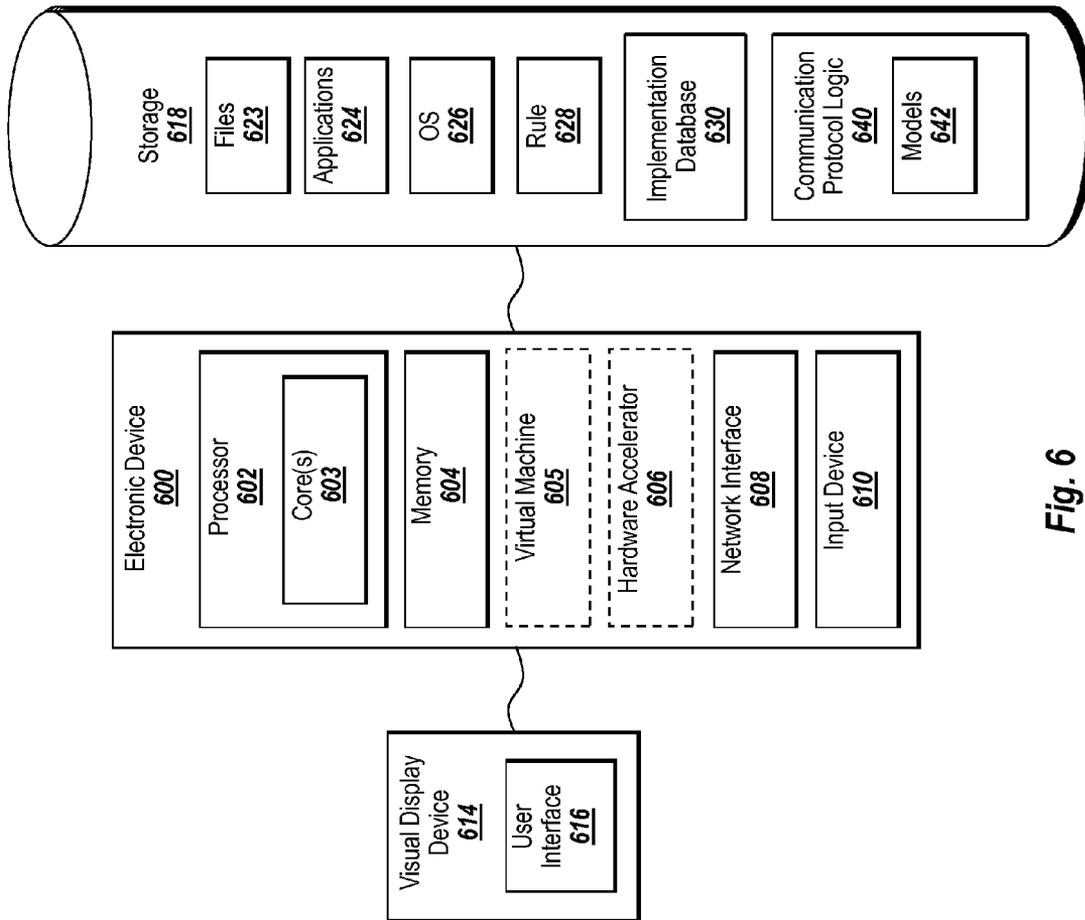 Visual Display
Device
614
User
Interface
616
Electronic Device
600
Processor
602
Core(s)
603
Memory
604
Virtual Machine
605
Hardware Accelerator
606
Network Interface
608
Input Device
610
Storage
618
Files
623
Applications
624
OS
626
Rule
628
Implementation
Database
630
Communication
Protocol Logic
640
Models
642
Fig. 6